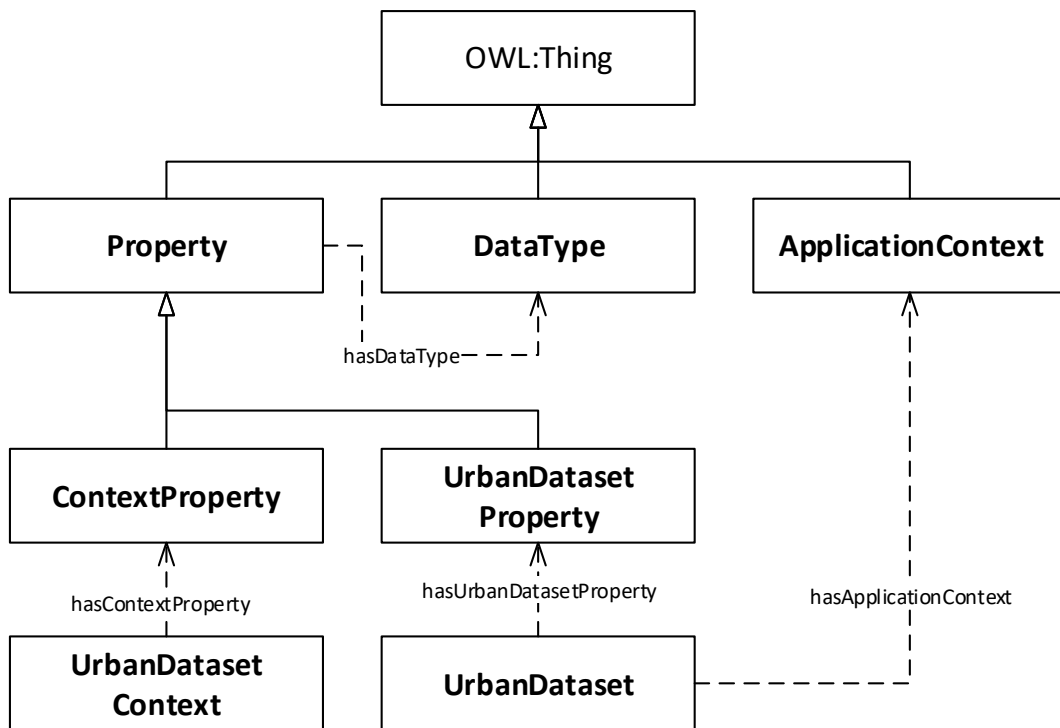 OWL:Thing
Property
DataType
ApplicationContext
hasDataType
ContextProperty
UrbanDataset
Property
hasContextProperty
hasUrbanDatasetProperty
hasApplicationContext
UrbanDataset
Context
UrbanDataset